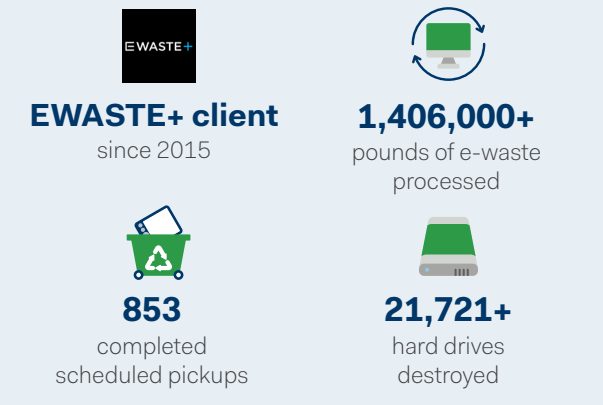 EWASTE+
EWASTE+ client
since 2015
1,406,000+
pounds of e-waste
processed
853
completed
scheduled pickups
21,721+
hard drives
destroyed